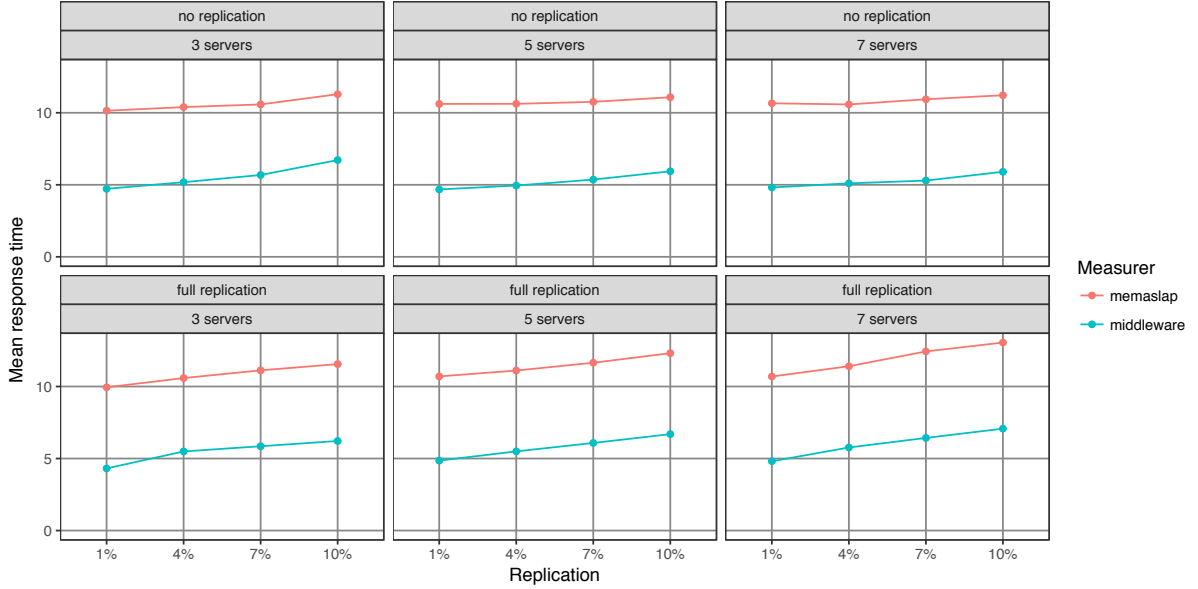 no replication
no replication
no replication
3 servers
5 servers
7 servers
10
5
0
full replication
full replication
full replication
3 servers
5 servers
7 servers
10
5
0
1%
4%
7%
10%
1%
4%
7%
10%
1%
4%
7%
10%
Replication
Mean response time
Measurer
memaslap
middleware